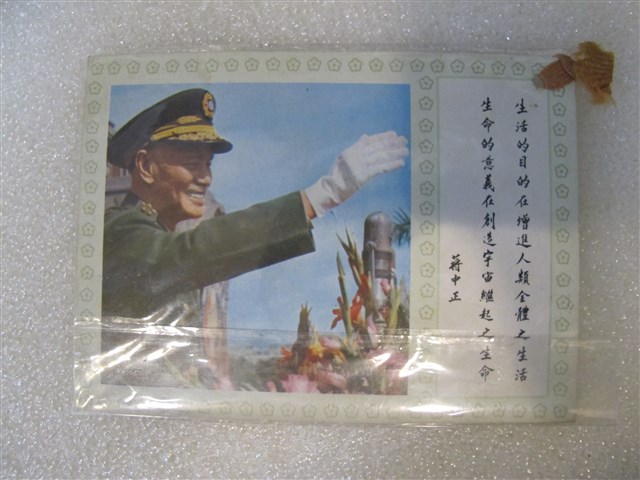 生活的目的在增進人類全體之生活
生命的意義在創造宇宙繼起之生命
蔣中正